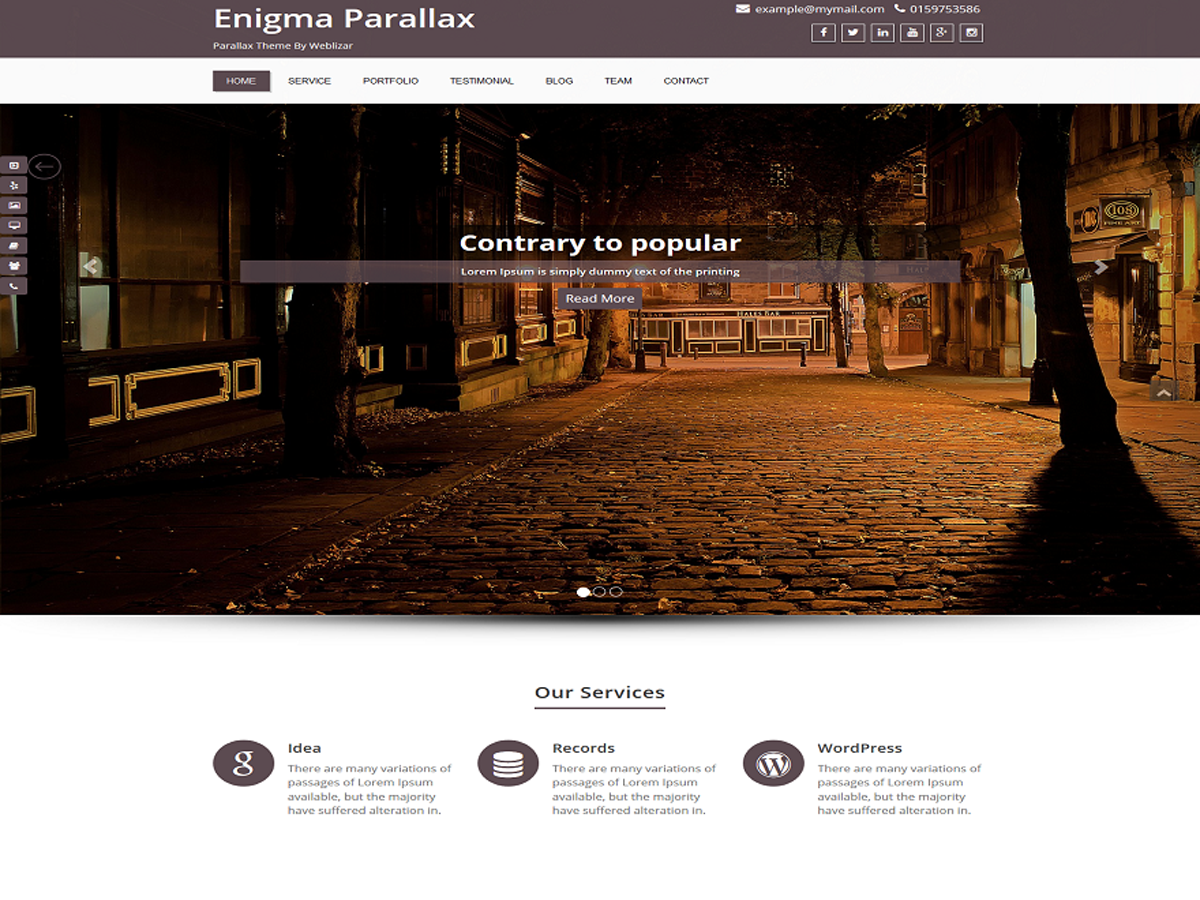 Enigma Parallax
Parallax Theme By Weblizar
example@mymail.com 0159753586
HOME SERVICE PORTFOLIO TESTIMONIAL BLOG TEAM CONTACT
108
Contrary to popular
Lorem Ipsum is simply dummy text of the printing
Read More
HALES BAR
Our Services
Idea
There are many variations of
passages of Lorem Ipsum
available, but the majority
have suffered alteration in.
Records
There are many variations of
passages of Lorem Ipsum
available, but the majority
have suffered alteration in.
WordPress
There are many variations of
passages of Lorem Ipsum
available, but the majority
have suffered alteration in.